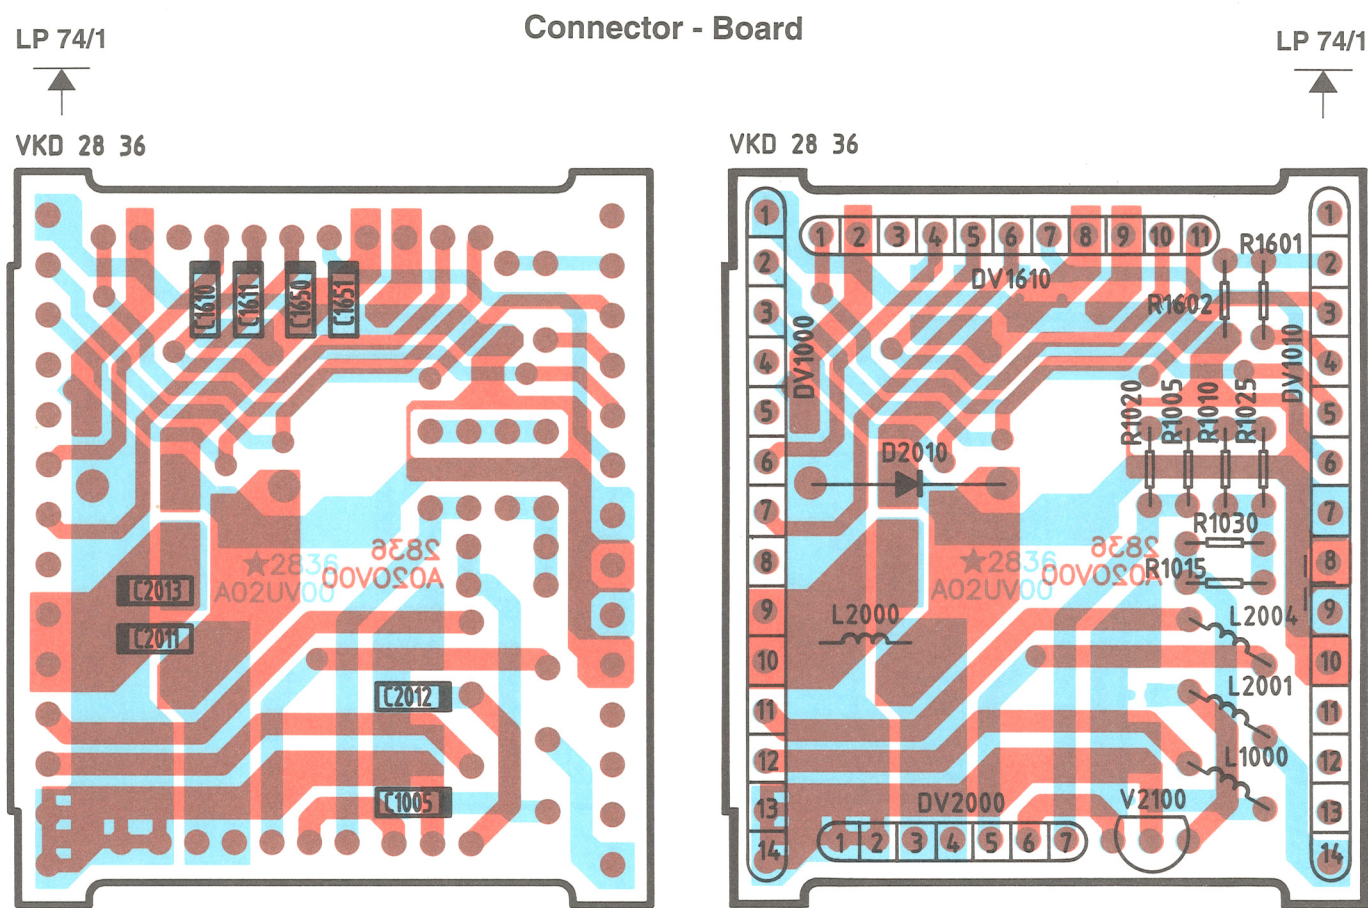 Connector - Board
LP 74/1
LP 74/1
VKD 28 36
C1610
C1611
C1650
C1651
2836
A020V00
★2836
A02UV00
C2013
C2011
C2012
C1005
VKD 28 36
1
2
3
4
5
6
7
8
9
10
11
12
13
14
DV1000
1 2 3 4 5 6 7 8 9 10 11
DV1610
R1601
R1602
1
2
3
4
5
6
7
8
9
10
11
12
13
14
DV1010
R1020
R1005
R1010
R1025
D2010
R1030
R1015
2836
A020V00
★2836
A02UV00
L2000
L2004
L2001
L1000
DV2000
1 2 3 4 5 6 7
V2100